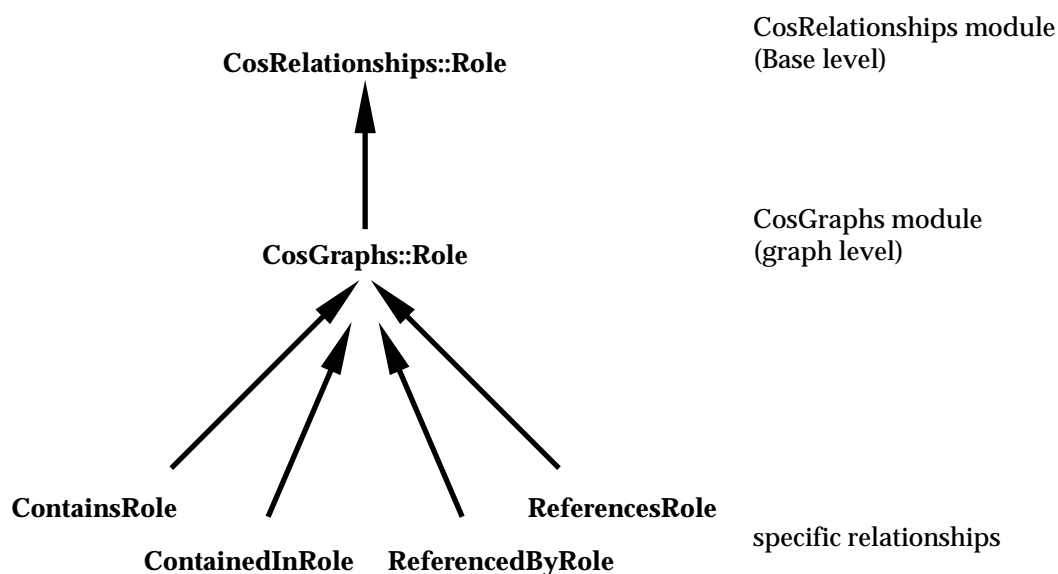 CosRelationships module
(Base level)
CosRelationships::Role
CosGraphs module
(graph level)
CosGraphs::Role
ContainsRole
ReferencesRole
ContainedInRole
ReferencedByRole
specific relationships